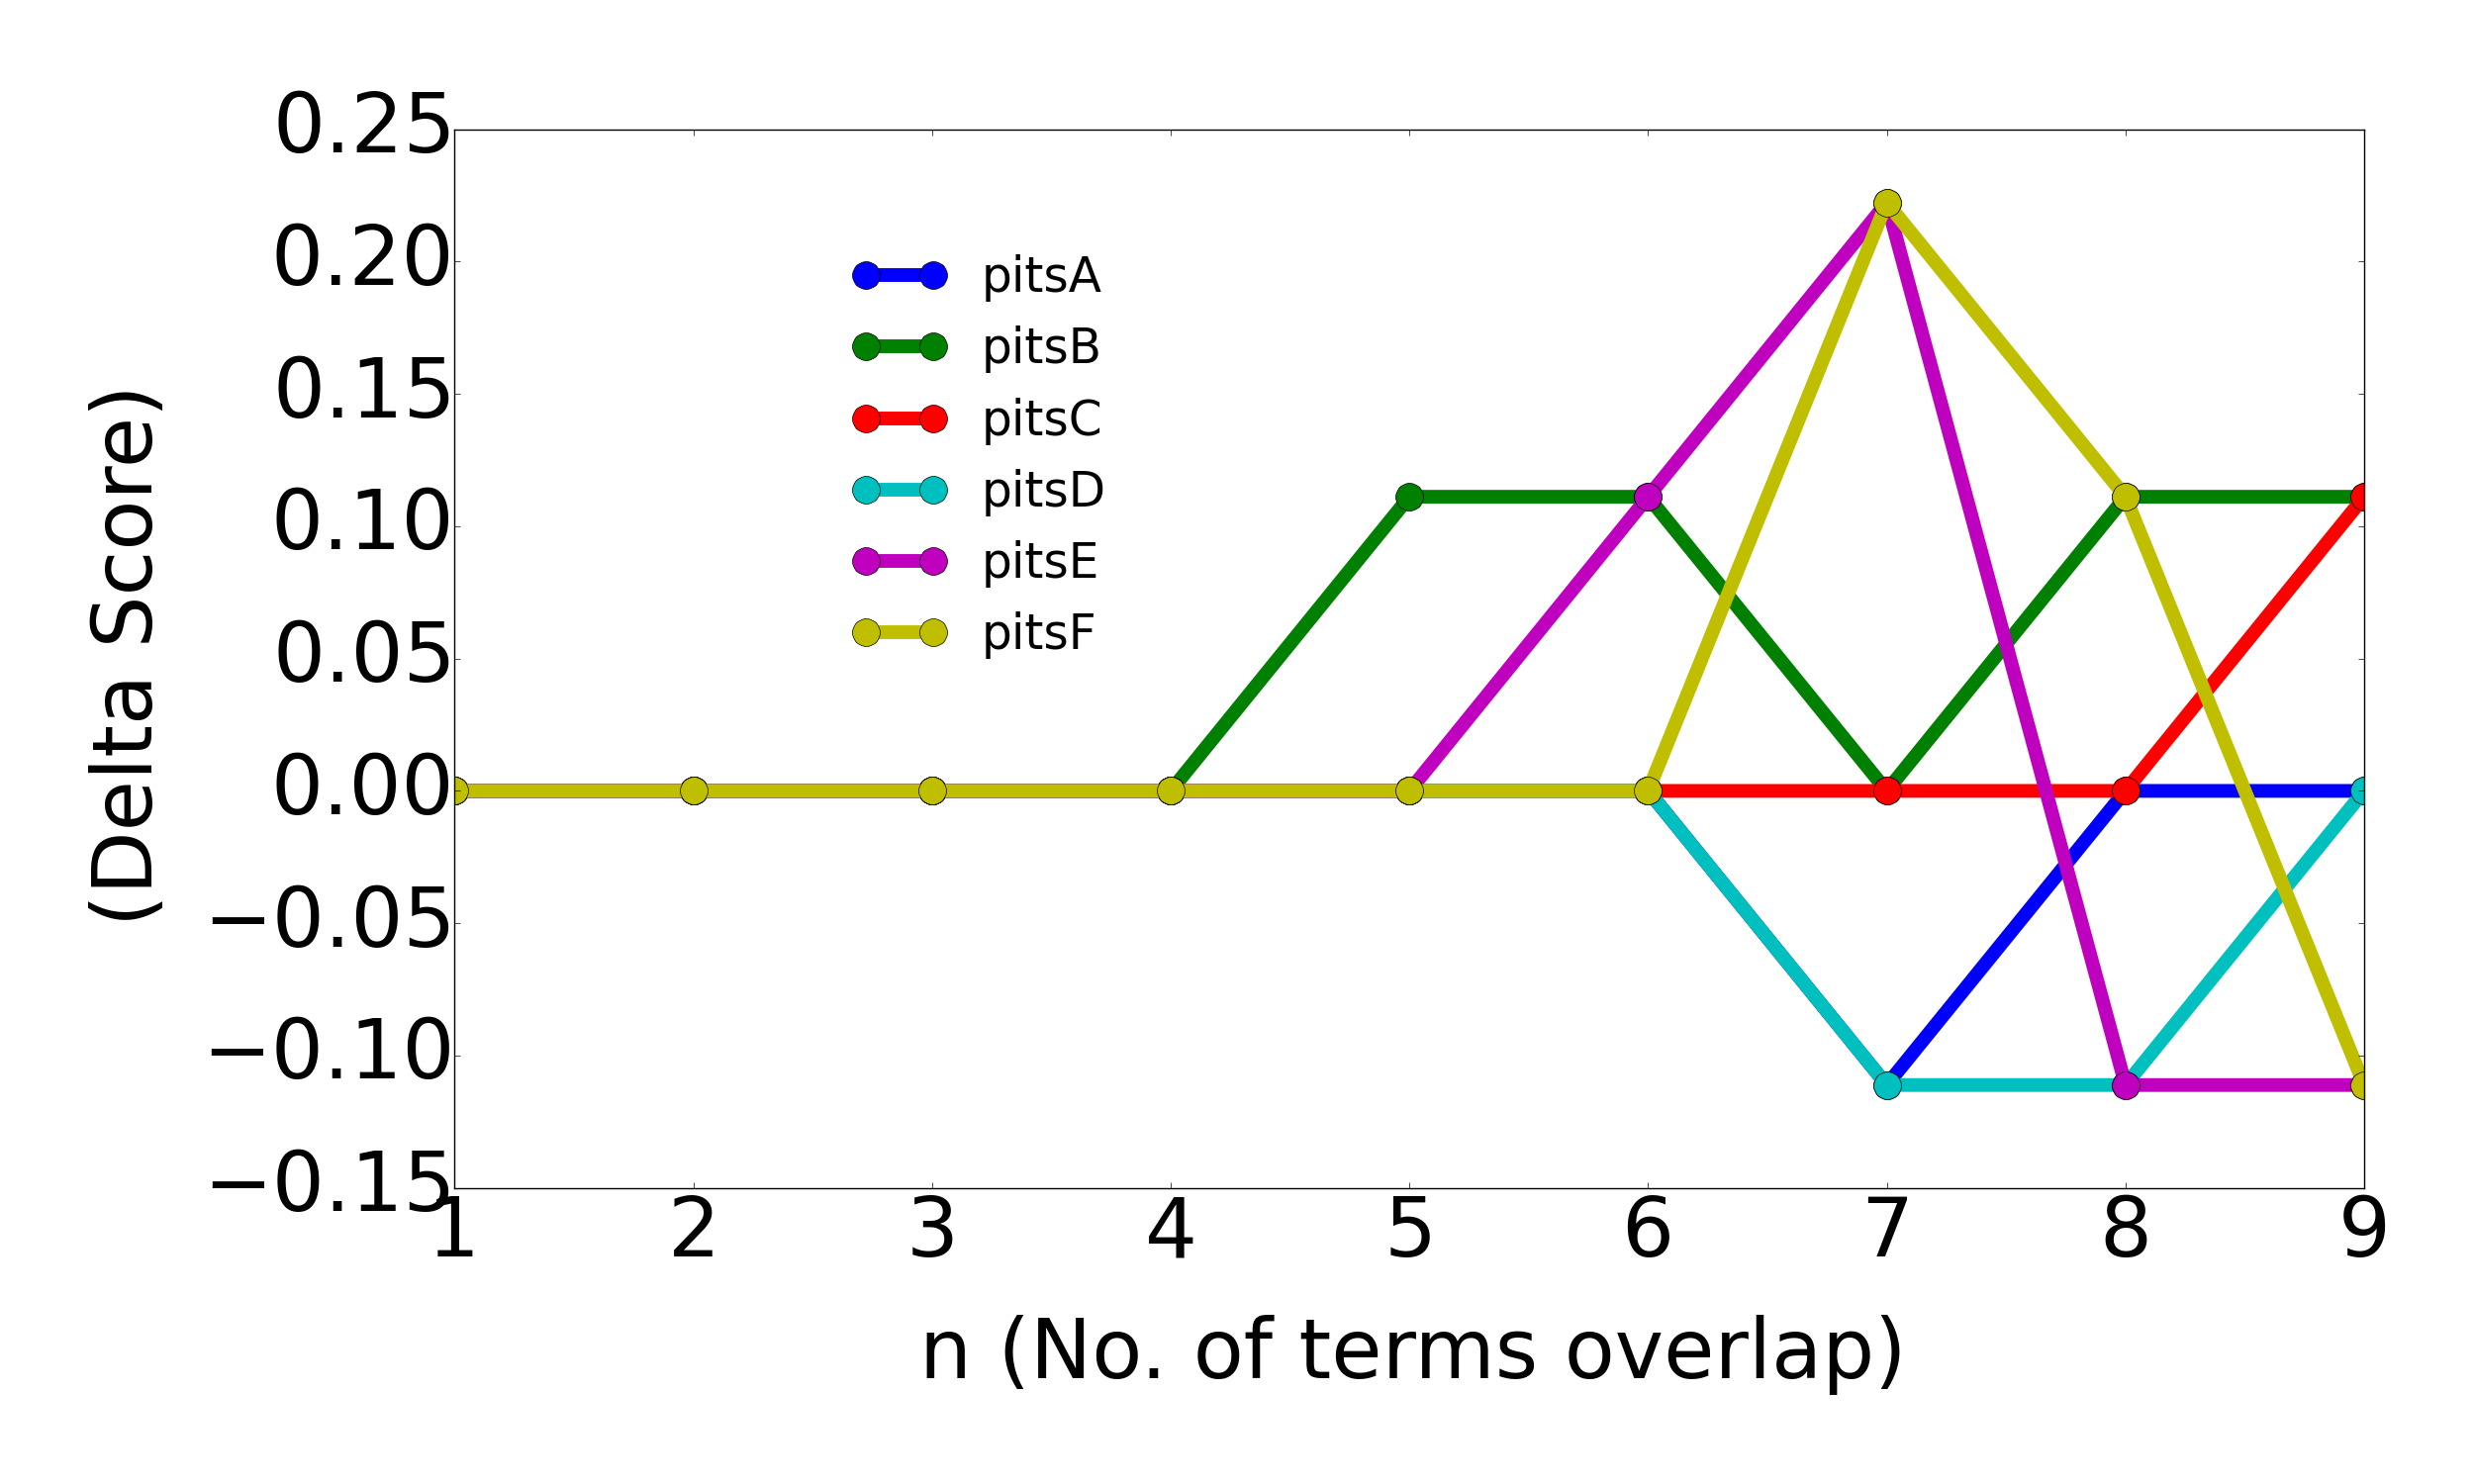 (Delta Score)
0.25
0.20
0.15
0.10
0.05
0.00
−0.05
−0.10
−0.15
pitsA
pitsB
pitsC
pitsD
pitsE
pitsF
1 2 3 4 5 6 7 8 9
n (No. of terms overlap)